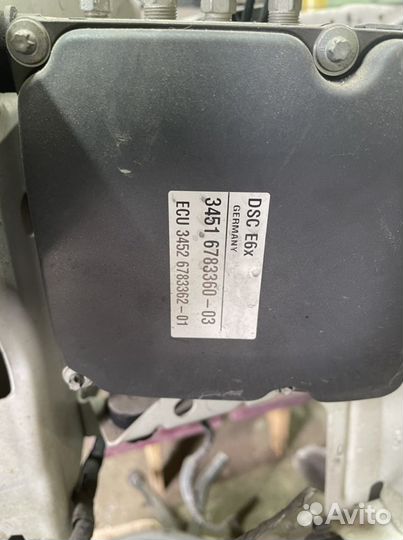 DSC E6x
GERMANY
3451 6783360-03
ECU 3452 6783362-01
Avito